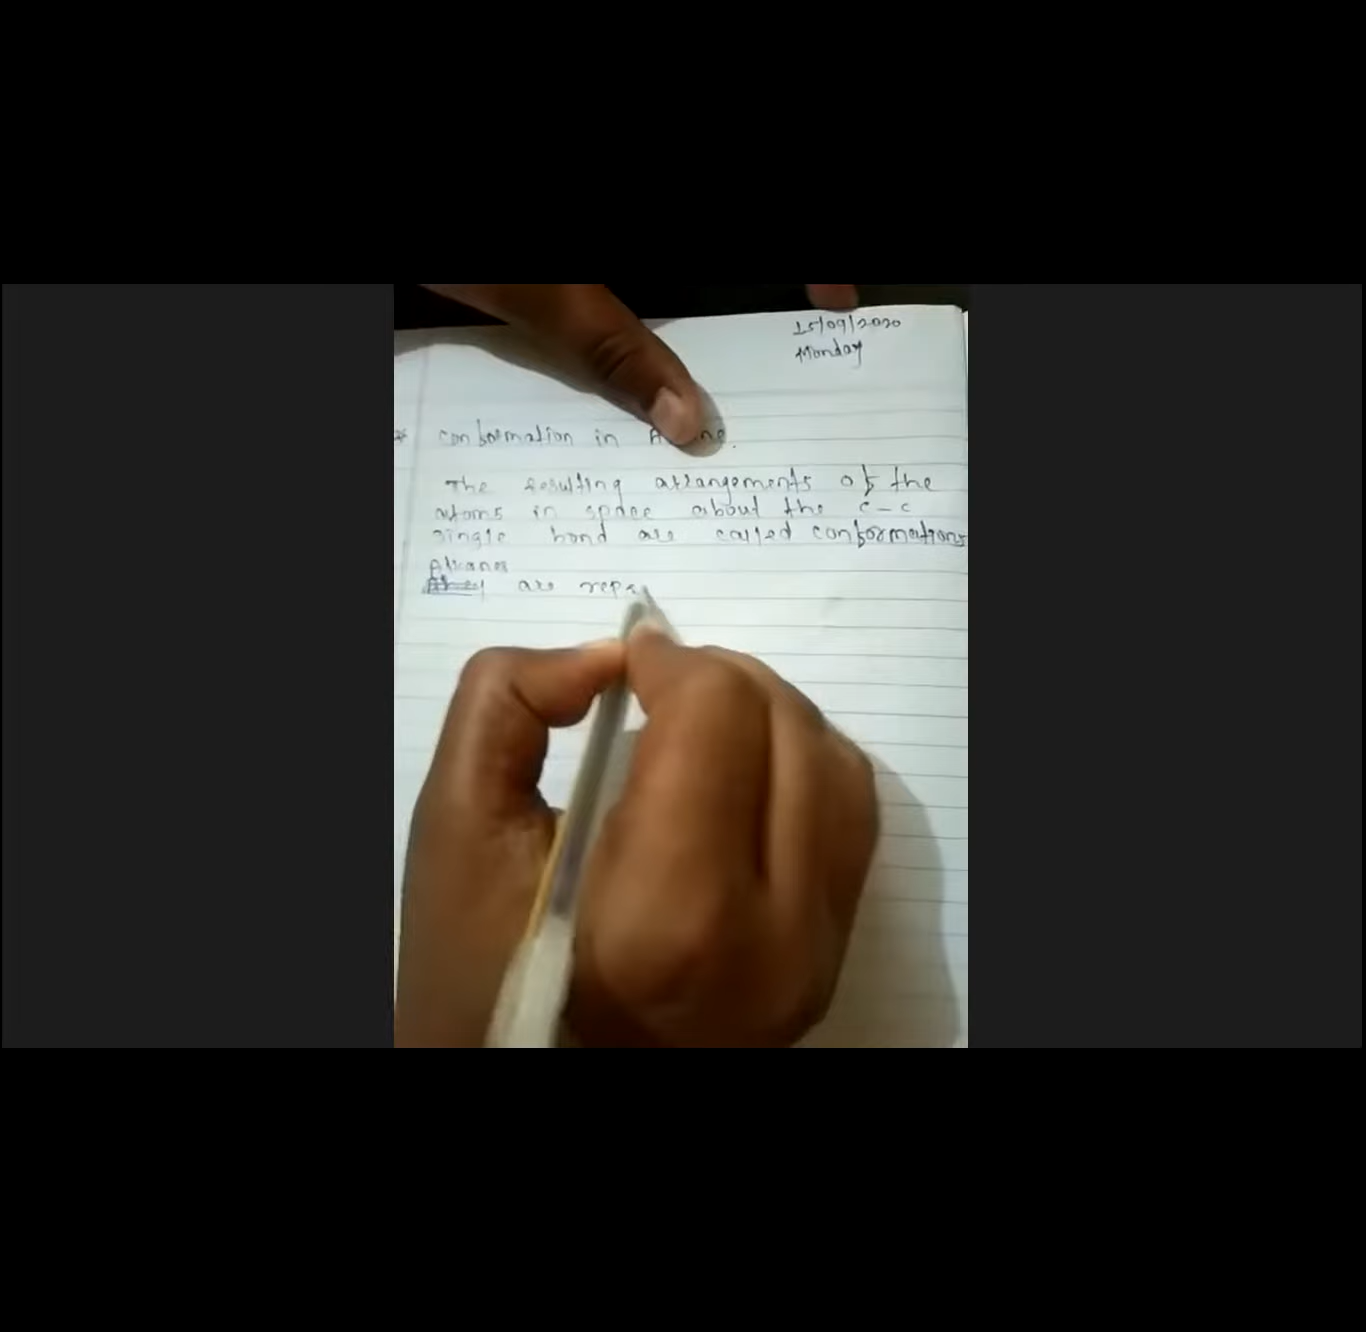 15/09/2020
Monday
* conformation in
The resulting arrangements of the
atoms in space about the c-c
single bond are called conformations
Alkanes
are